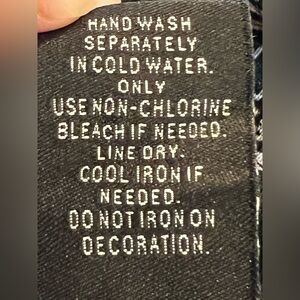 HAND WASH
SEPARATELY
IN COLD WATER.
ONLY
USE NON-CHLORINE
BLEACH IF NEEDED.
LINE DRY.
COOL IRON IF
NEEDED.
DO NOT IRON ON
DECORATION.